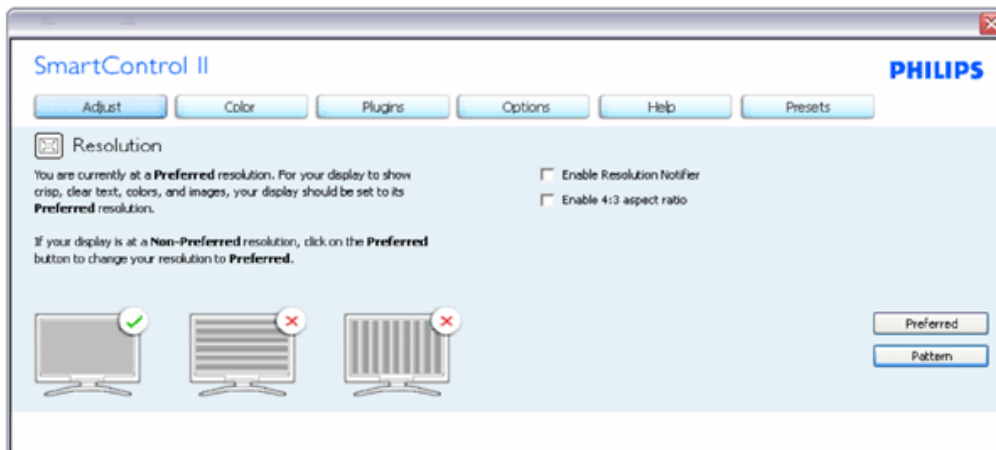 SmartControl II
PHILIPS
Adjust
Color
Plugins
Options
Help
Presets
Resolution
You are currently at a Preferred resolution. For your display to show
crisp, clear text, colors, and images, your display should be set to its
Preferred resolution.
If your display is at a Non-Preferred resolution, click on the Preferred
button to change your resolution to Preferred.
Enable Resolution Notifier
Enable 4:3 aspect ratio
Preferred
Pattern